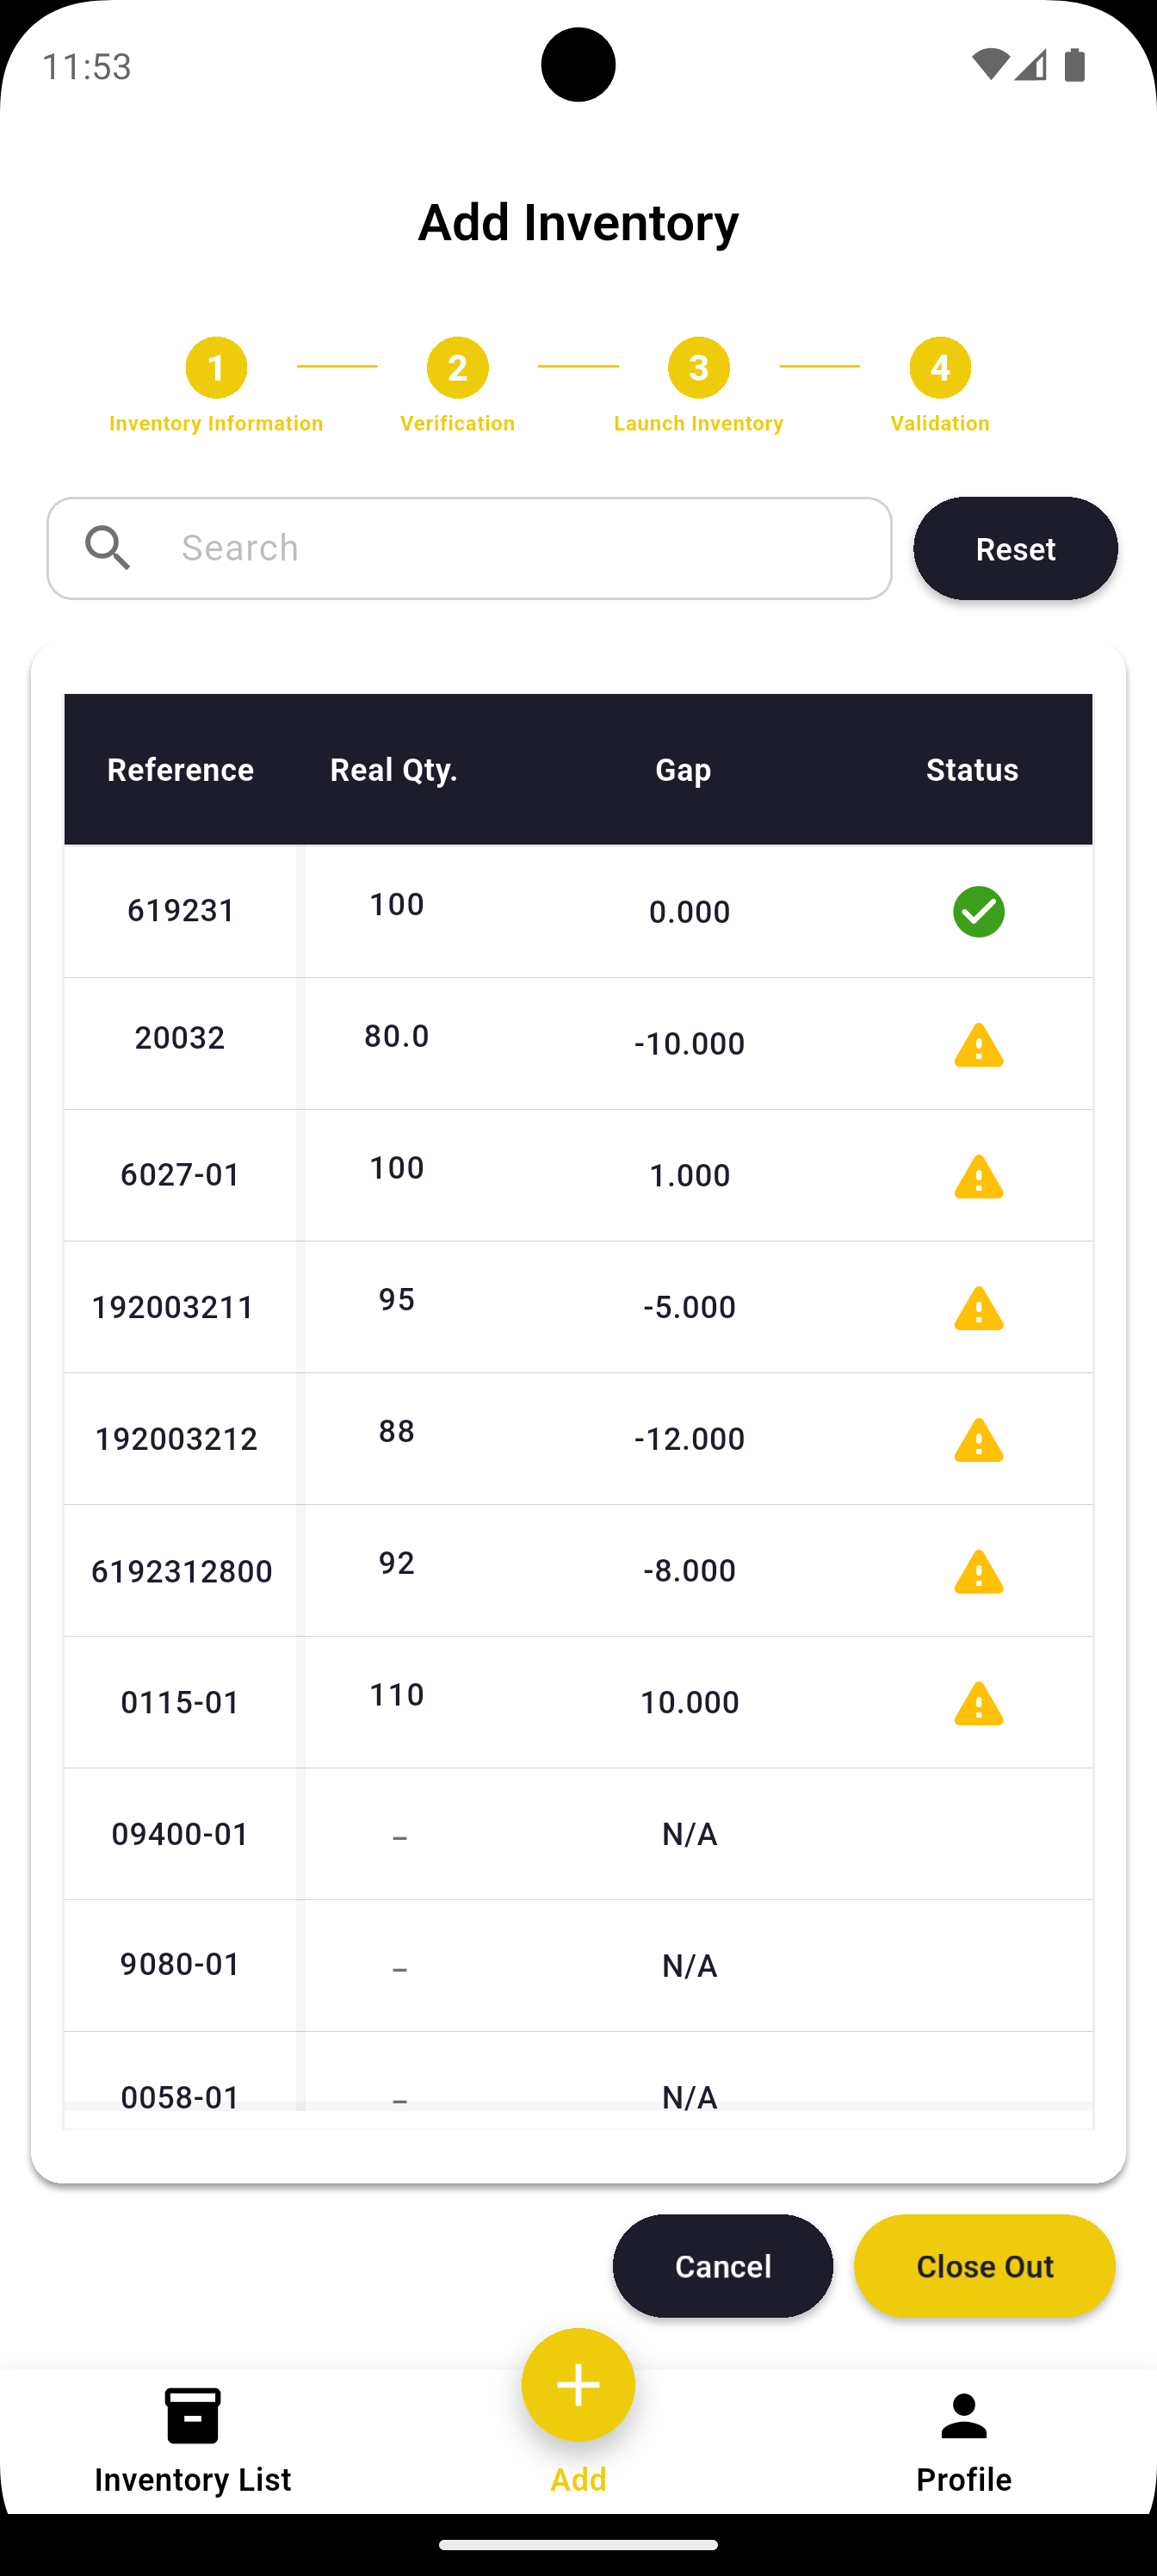 11:53
Add Inventory
1 2 3 4
Inventory Information Verification Launch Inventory Validation
Search Reset
Reference Real Qty. Gap Status
619231 100 0.000
20032 80.0 -10.000
6027-01 100 1.000
192003211 95 -5.000
192003212 88 -12.000
6192312800 92 -8.000
0115-01 110 10.000
09400-01 – N/A
9080-01 – N/A
0058-01 – N/A
Cancel Close Out
Inventory List Add Profile